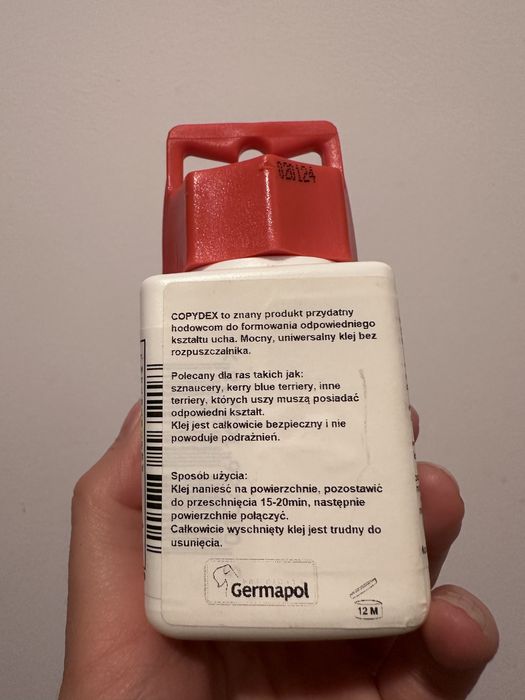 020124
COPYDEX to znany produkt przydatny
hodowcom do formowania odpowiedniego
kształtu ucha. Mocny, uniwersalny klej bez
rozpuszczalnika.
Polecany dla ras takich jak:
sznaucery, kerry blue terriery, inne
terriery, których uszy muszą posiadać
odpowiedni kształt.
Klej jest całkowicie bezpieczny i nie
powoduje podrażnień.
Sposób użycia:
Klej nanieść na powierzchnie, pozostawić
do przeschnięcia 15-20min, następnie
powierzchnie połączyć.
Całkowicie wyschnięty klej jest trudny do
usunięcia.
Germapol
12 M